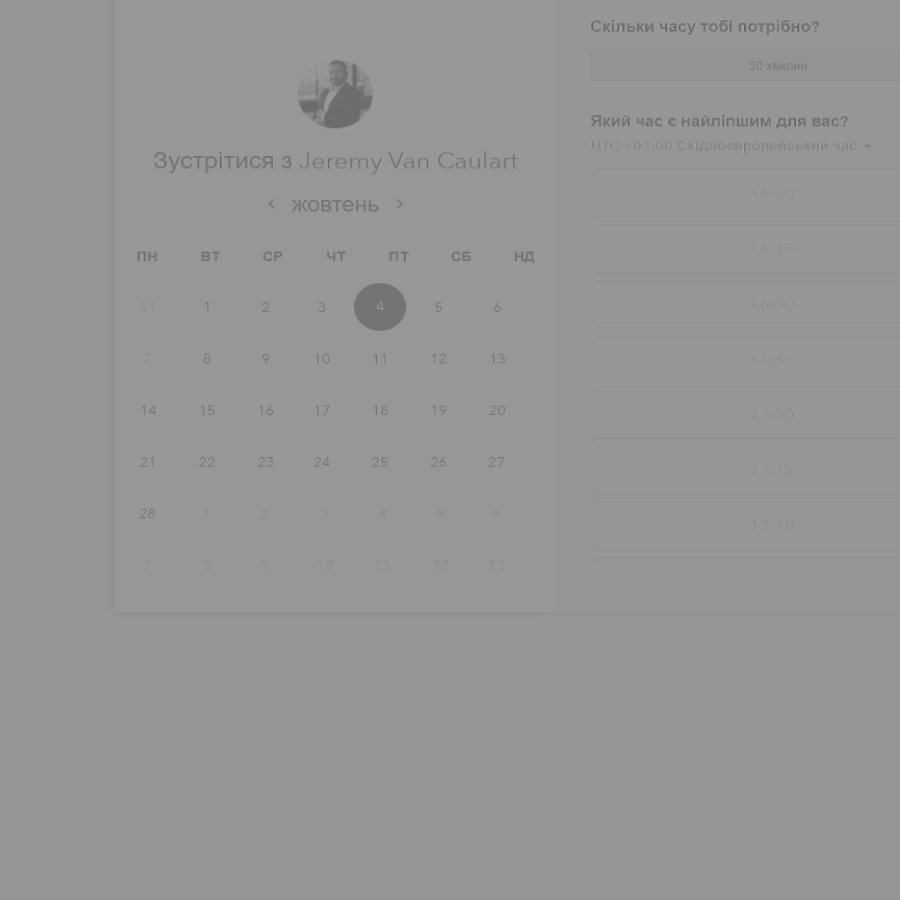 Зустрітися з Jeremy Van Caulart
жовтень
ПН ВТ СР ЧТ ПТ СБ НД
31 1 2 3 4 5 6
7 8 9 10 11 12 13
14 15 16 17 18 19 20
21 22 23 24 25 26 27
28 1 2 3 4 5 6
7 8 9 10 11 12 13
Скільки часу тобі потрібно?
30 хвилин
Який час є найліпшим для вас?
UTC +03:00 Східноєвропейський час
16:00
16:15
16:30
16:45
17:00
17:15
17:30